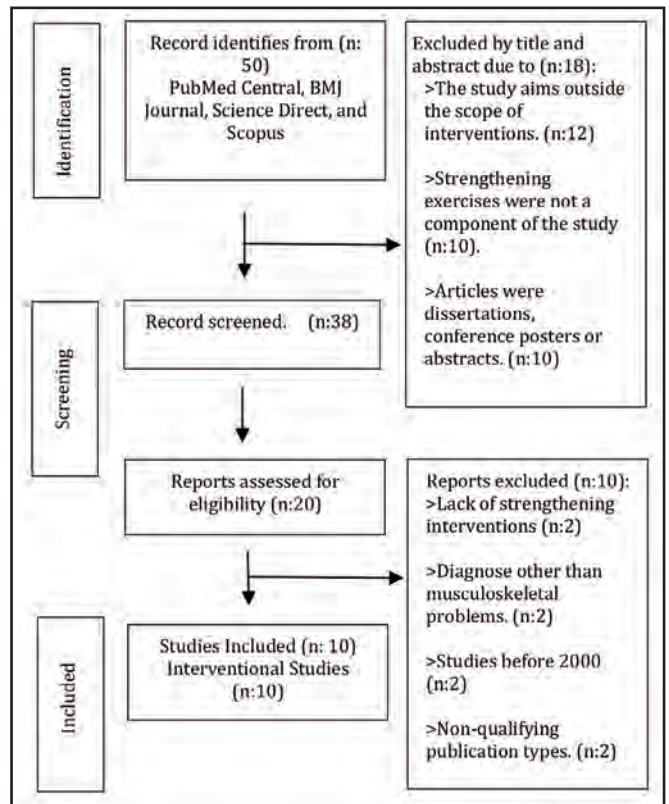 Identification
Record identifies from (n:
50)
PubMed Central, BMJ
Journal, Science Direct, and
Scopus
Excluded by title and
abstract due to (n:18):
>The study aims outside
the scope of
interventions. (n:12)
>Strengthening
exercises were not a
component of the study
(n:10).
>Articles were
dissertations,
conference posters or
abstracts. (n:10)
Screening
Record screened. (n:38)
Reports assessed for
eligibility (n:20)
Reports excluded (n:10):
>Lack of strengthening
interventions (n:2)
>Diagnose other than
musculoskeletal
problems. (n:2)
>Studies before 2000
(n:2)
>Non-qualifying
publication types. (n:2)
Included
Studies Included (n: 10)
Interventional Studies
(n:10)